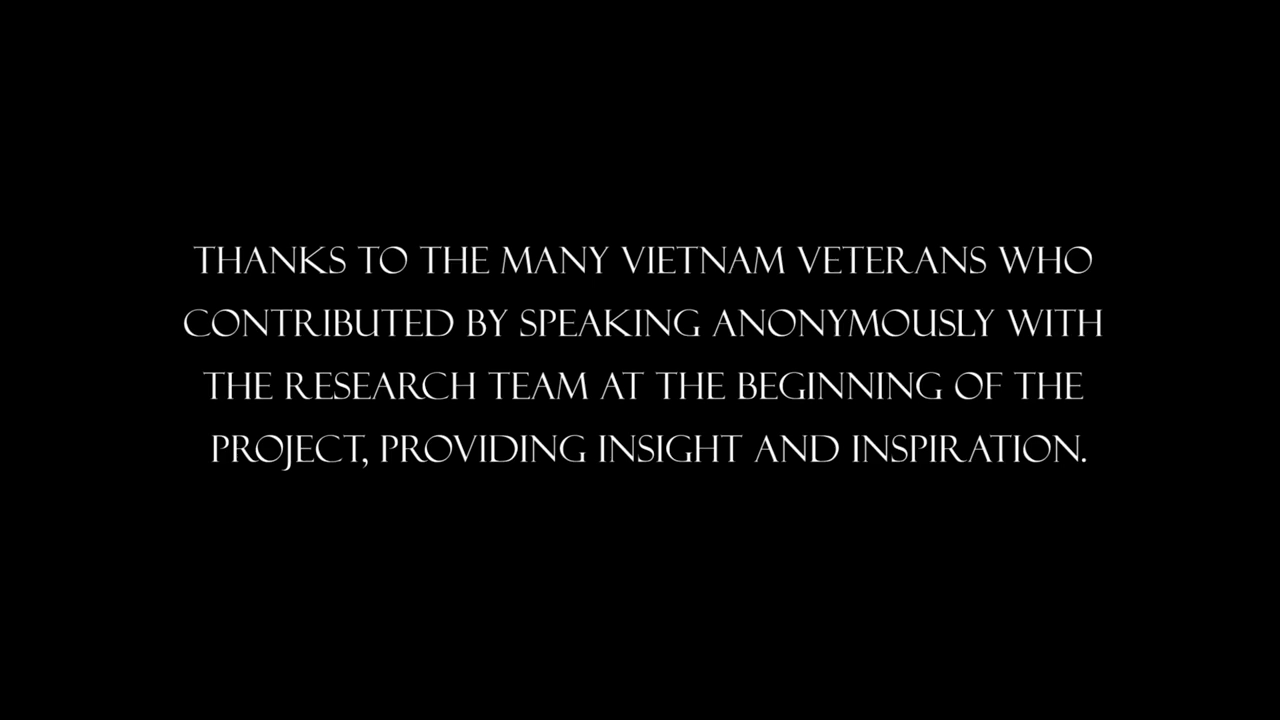 THANKS TO THE MANY VIETNAM VETERANS WHO
CONTRIBUTED BY SPEAKING ANONYMOUSLY WITH
THE RESEARCH TEAM AT THE BEGINNING OF THE
PROJECT, PROVIDING INSIGHT AND INSPIRATION.